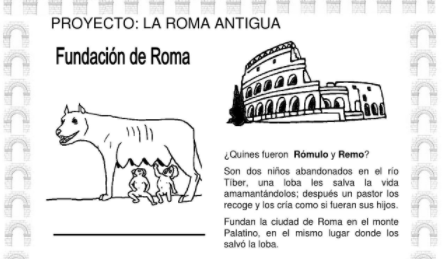 PROYECTO: LA ROMA ANTIGUA
Fundación de Roma
¿Quines fueron Rómulo y Remo?
Son dos niños abandonados en el río
Tiber, una loba les salva la vida
amamantándolos; después un pastor los
recoge y los cría como si fueran sus hijos.
Fundan la ciudad de Roma en el monte
Palatino, en el mismo lugar donde los
salvó la loba.